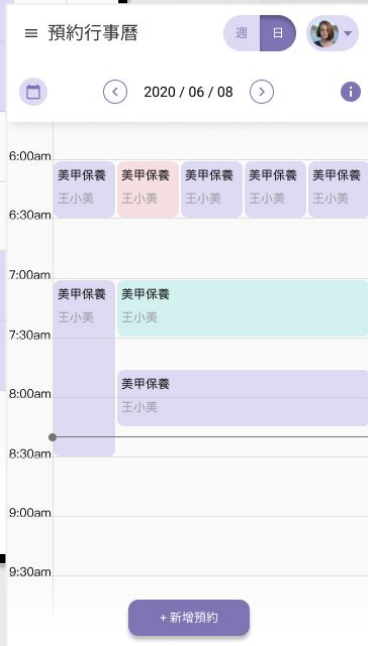 預約行事曆
週 日
2020 / 06 / 08
6:00am
美甲保養 美甲保養 美甲保養 美甲保養 美甲保養
王小美 王小美 王小美 王小美 王小美
6:30am
7:00am
美甲保養 美甲保養
王小美 王小美
7:30am
美甲保養
8:00am
王小美
8:30am
9:00am
9:30am
+ 新增預約